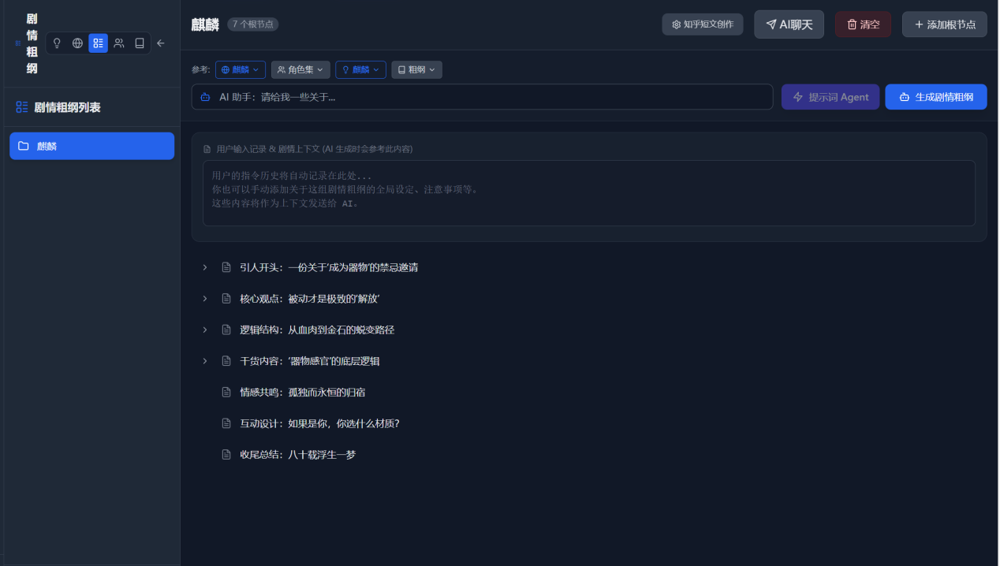 剧
情
粗
纲
剧情粗纲列表
麒麟
麒麟 7 个根节点
知乎短文创作
AI聊天
清空
添加根节点
参考: 麒麟 角色集 麒麟 粗纲
AI 助手：请给我一些关于...
提示词 Agent
生成剧情粗纲
用户输入记录 & 剧情上下文 (AI 生成时会参考此内容)
用户的指令历史将自动记录在此处...
你也可以手动添加关于这组剧情粗纲的全局设定、注意事项等。
这些内容将作为上下文发送给 AI。
引人开头：一份关于'成为器物'的禁忌邀请
核心观点：被动才是极致的'解放'
逻辑结构：从血肉到金石的蜕变路径
干货内容：'器物感官'的底层逻辑
情感共鸣：孤独而永恒的归宿
互动设计：如果是你，你选什么材质？
收尾总结：八十载浮生一梦